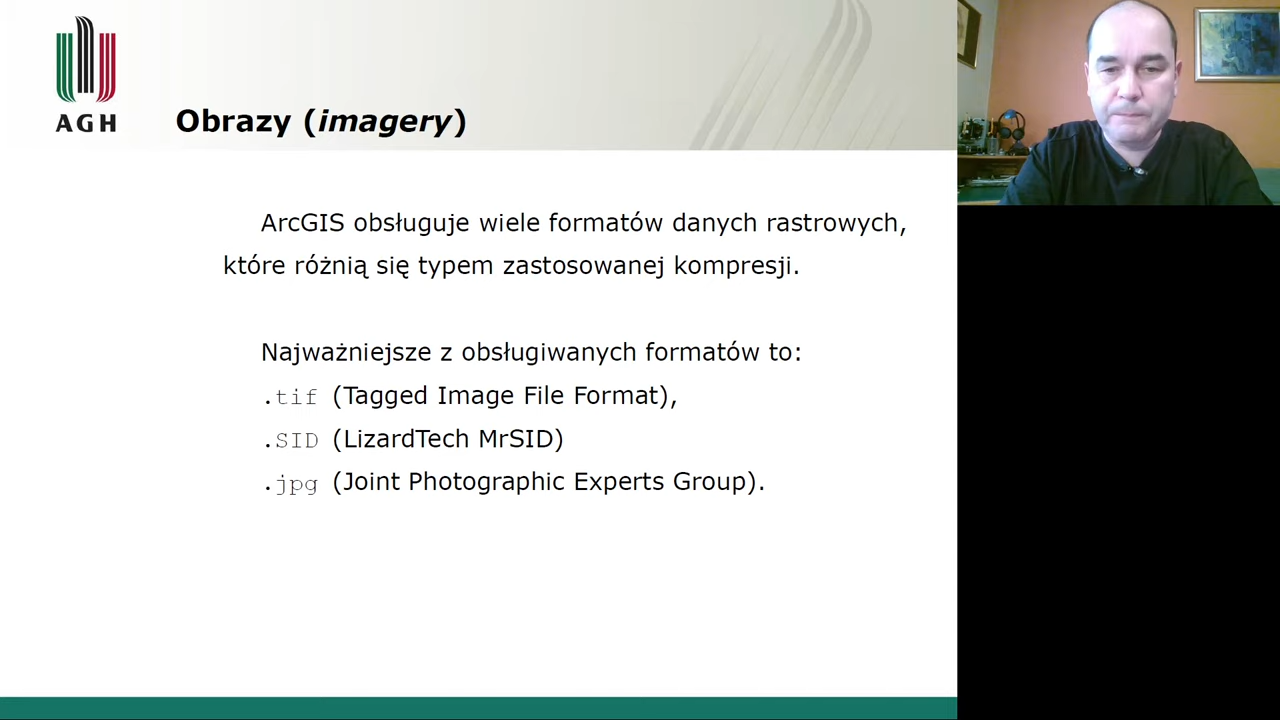 AGH
Obrazy (imagery)
ArcGIS obsługuje wiele formatów danych rastrowych,
które różnią się typem zastosowanej kompresji.
Najważniejsze z obsługiwanych formatów to:
.tif (Tagged Image File Format),
.SID (LizardTech MrSID)
.jpg (Joint Photographic Experts Group).